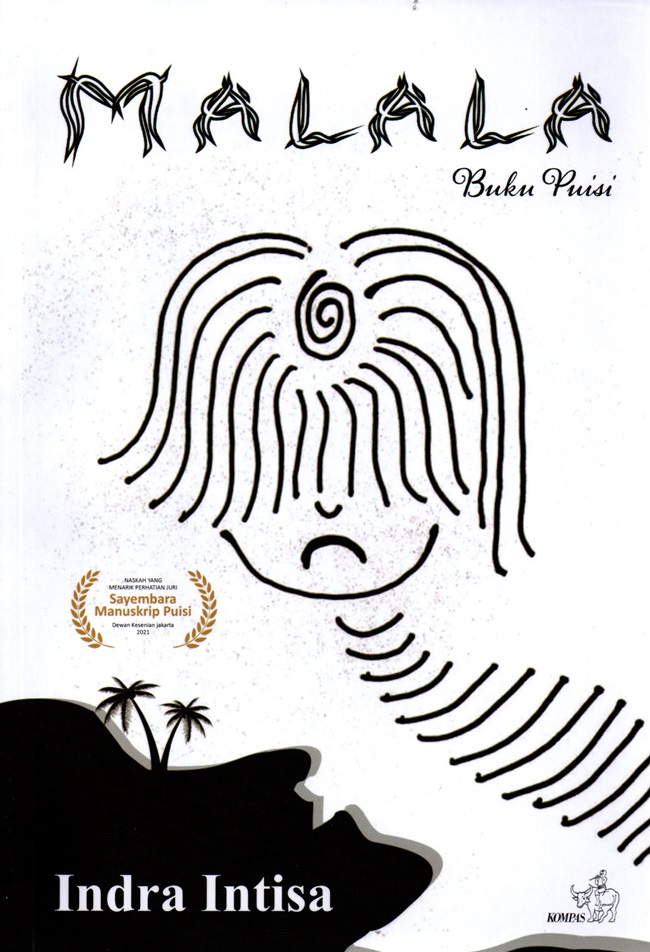 MALALA
Buku Puisi
NASKAH YANG
MENARIK PERHATIAN JURI
Sayembara
Manuskrip Puisi
Dewan Kesenian Jakarta
2021
Indra Intisa
KOMPAS